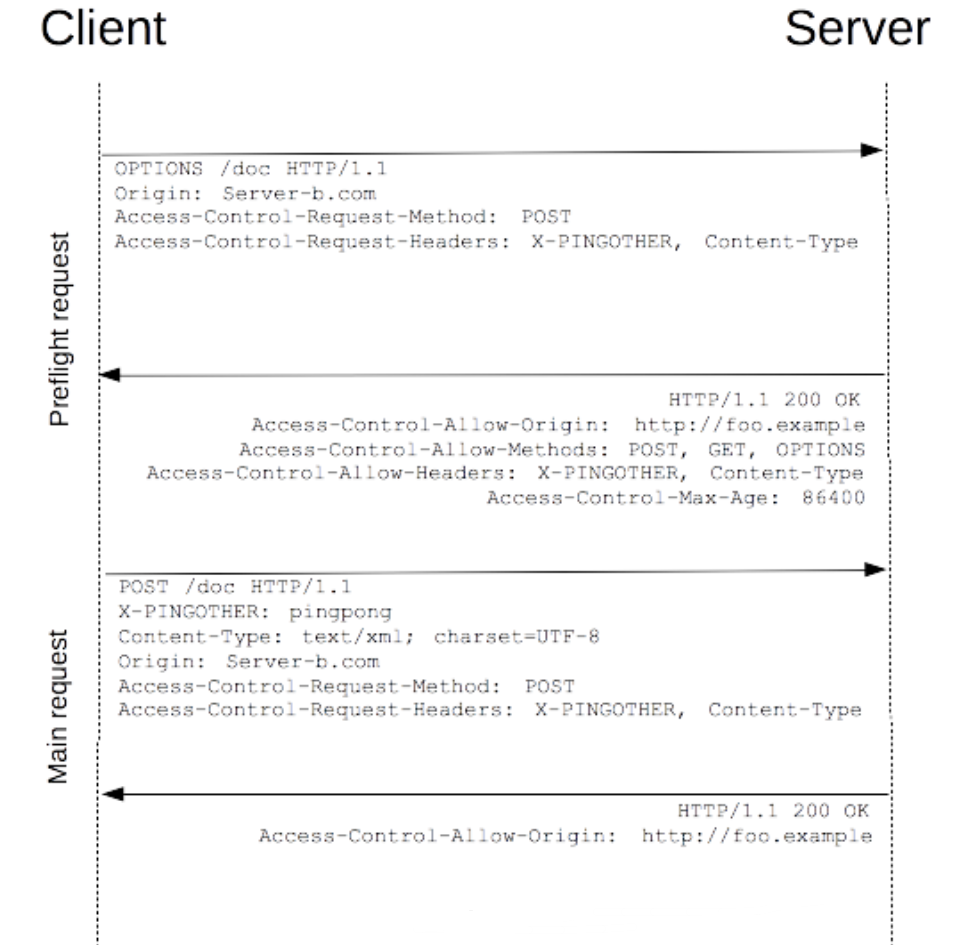 Client
Server
Preflight request
OPTIONS /doc HTTP/1.1
Origin: Server-b.com
Access-Control-Request-Method: POST
Access-Control-Request-Headers: X-PINGOTHER, Content-Type
HTTP/1.1 200 OK
Access-Control-Allow-Origin: http://foo.example
Access-Control-Allow-Methods: POST, GET, OPTIONS
Access-Control-Allow-Headers: X-PINGOTHER, Content-Type
Access-Control-Max-Age: 86400
Main request
POST /doc HTTP/1.1
X-PINGOTHER: pingpong
Content-Type: text/xml; charset=UTF-8
Origin: Server-b.com
Access-Control-Request-Method: POST
Access-Control-Request-Headers: X-PINGOTHER, Content-Type
HTTP/1.1 200 OK
Access-Control-Allow-Origin: http://foo.example